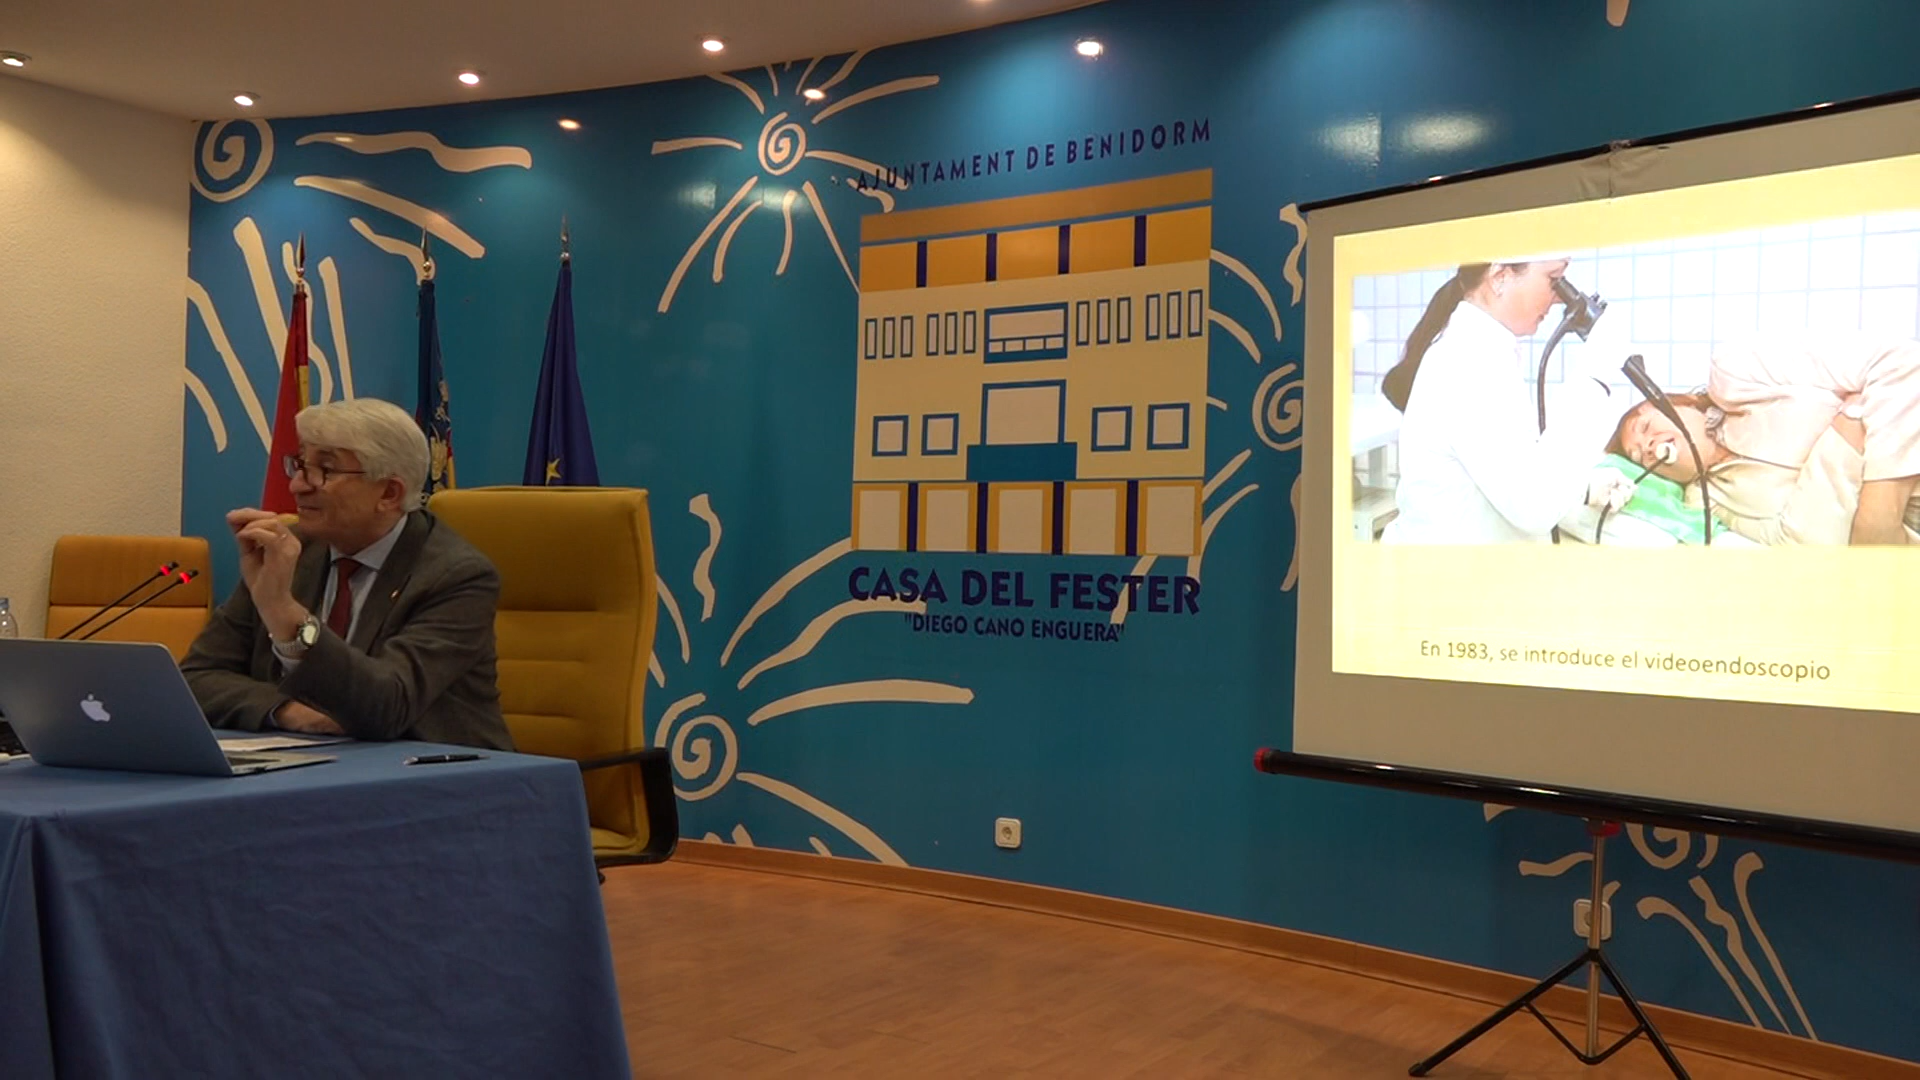 AJUNTAMENT DE BENIDORM
CASA DEL FESTER
"DIEGO CANO ENGUERA"
En 1983, se introduce el videoendoscopio